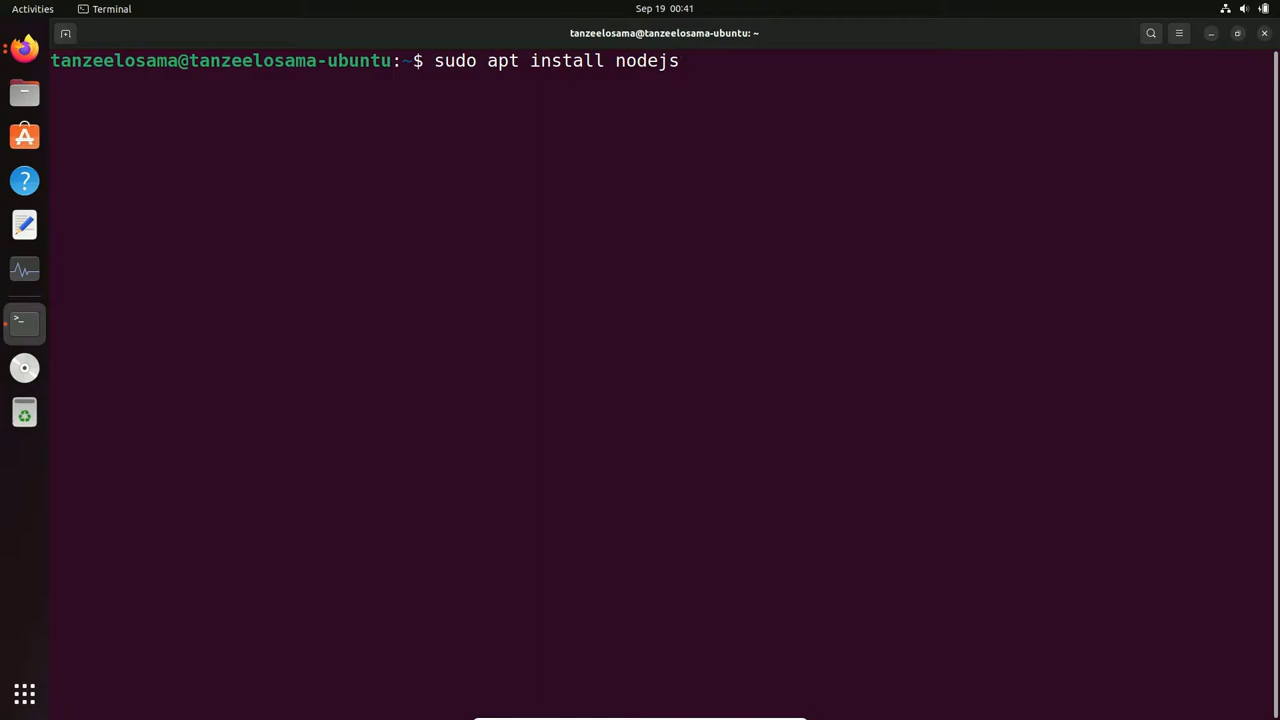 Activities Terminal Sep 19 00:41
tanzeelosama@tanzeelosama-ubuntu: ~
tanzeelosama@tanzeelosama-ubuntu:~$ sudo apt install nodejs